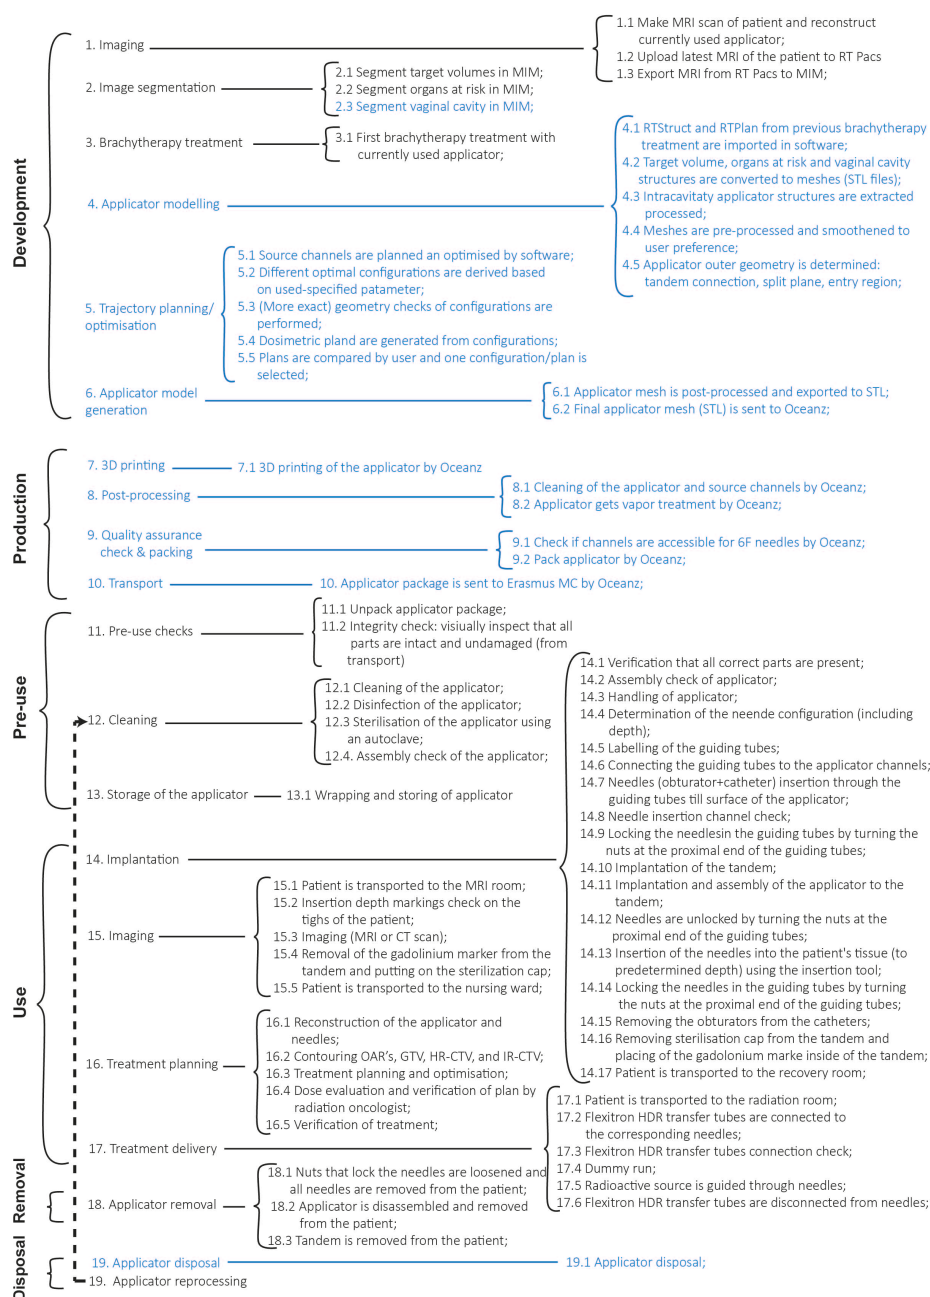 Development
1. Imaging
1.1 Make MRI scan of patient and reconstruct
currently used applicator;
1.2 Upload latest MRI of the patient to RT Pacs
1.3 Export MRI from RT Pacs to MIM;
2. Image segmentation
2.1 Segment target volumes in MIM;
2.2 Segment organs at risk in MIM;
2.3 Segment vaginal cavity in MIM;
3. Brachytherapy treatment
3.1 First brachytherapy treatment with
currently used applicator;
4. Applicator modelling
4.1 RTStruct and RTPlan from previous brachytherapy
treatment are imported in software;
4.2 Target volume, organs at risk and vaginal cavity
structures are converted to meshes (STL files);
4.3 Intracavitaty applicator structures are extracted
processed;
4.4 Meshes are pre-processed and smoothened to
user preference;
4.5 Applicator outer geometry is determined:
tandem connection, split plane, entry region;
5. Trajectory planning/
optimisation
5.1 Source channels are planned an optimised by software;
5.2 Different optimal configurations are derived based
on used-specified patameter;
5.3 (More exact) geometry checks of configurations are
performed;
5.4 Dosimetric pland are generated from configurations;
5.5 Plans are compared by user and one configuration/plan is
selected;
6. Applicator model
generation
6.1 Applicator mesh is post-processed and exported to STL;
6.2 Final applicator mesh (STL) is sent to Oceanz;
Production
7. 3D printing
7.1 3D printing of the applicator by Oceanz
8. Post-processing
8.1 Cleaning of the applicator and source channels by Oceanz;
8.2 Applicator gets vapor treatment by Oceanz;
9. Quality assurance
check & packing
9.1 Check if channels are accessible for 6F needles by Oceanz;
9.2 Pack applicator by Oceanz;
10. Transport
10. Applicator package is sent to Erasmus MC by Oceanz;
Pre-use
11. Pre-use checks
11.1 Unpack applicator package;
11.2 Integrity check: visiually inspect that all
parts are intact and undamaged (from
transport)
12. Cleaning
12.1 Cleaning of the applicator;
12.2 Disinfection of the applicator;
12.3 Sterilisation of the applicator using
an autoclave;
12.4. Assembly check of the applicator;
13. Storage of the applicator
13.1 Wrapping and storing of applicator
Use
14. Implantation
14.1 Verification that all correct parts are present;
14.2 Assembly check of applicator;
14.3 Handling of applicator;
14.4 Determination of the neende configuration (including
depth);
14.5 Labelling of the guiding tubes;
14.6 Connecting the guiding tubes to the applicator channels;
14.7 Needles (obturator+catheter) insertion through the
guiding tubes till surface of the applicator;
14.8 Needle insertion channel check;
14.9 Locking the needlesin the guiding tubes by turning the
nuts at the proximal end of the guiding tubes;
14.10 Implantation of the tandem;
14.11 Implantation and assembly of the applicator to the
tandem;
14.12 Needles are unlocked by turning the nuts at the
proximal end of the guiding tubes;
14.13 Insertion of the needles into the patient's tissue (to
predetermined depth) using the insertion tool;
14.14 Locking the needles in the guiding tubes by turning
the nuts at the proximal end of the guiding tubes;
14.15 Removing the obturators from the catheters;
14.16 Removing sterilisation cap from the tandem and
placing of the gadolonium marke inside of the tandem;
14.17 Patient is transported to the recovery room;
15. Imaging
15.1 Patient is transported to the MRI room;
15.2 Insertion depth markings check on the
tighs of the patient;
15.3 Imaging (MRI or CT scan);
15.4 Removal of the gadolinium marker from the
tandem and putting on the sterilization cap;
15.5 Patient is transported to the nursing ward;
16. Treatment planning
16.1 Reconstruction of the applicator and
needles;
16.2 Contouring OAR's, GTV, HR-CTV, and IR-CTV;
16.3 Treatment planning and optimisation;
16.4 Dose evaluation and verification of plan by
radiation oncologist;
16.5 Verification of treatment;
17. Treatment delivery
17.1 Patient is transported to the radiation room;
17.2 Flexitron HDR transfer tubes are connected to
the corresponding needles;
17.3 Flexitron HDR transfer tubes connection check;
17.4 Dummy run;
17.5 Radioactive source is guided through needles;
17.6 Flexitron HDR transfer tubes are disconnected from needles;
Removal
18. Applicator removal
18.1 Nuts that lock the needles are loosened and
all needles are removed from the patient;
18.2 Applicator is disassembled and removed
from the patient;
18.3 Tandem is removed from the patient;
Disposal
19. Applicator disposal
19.1 Applicator disposal;
19. Applicator reprocessing